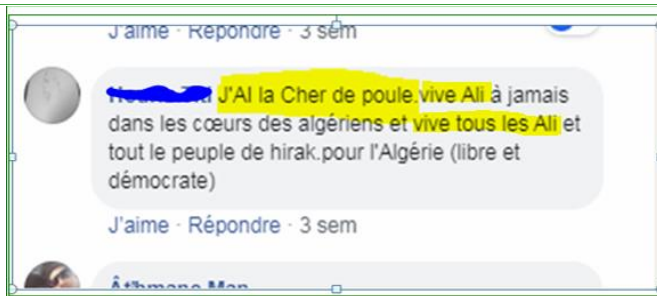 J'aime · Répondre · 3 sem
J'AI la Cher de poule.vive Ali à jamais
dans les cœurs des algériens et vive tous les Ali et
tout le peuple de hirak.pour l'Algérie (libre et
démocrate)
J'aime · Répondre · 3 sem